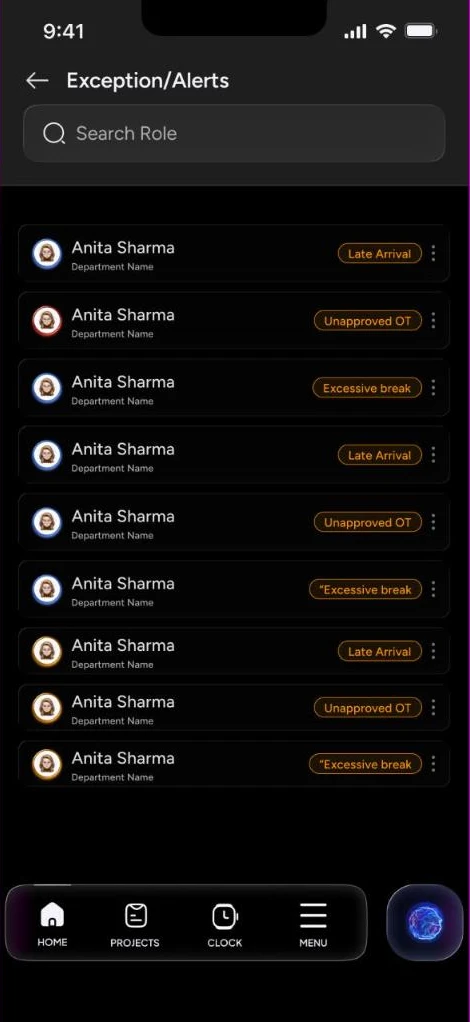 9:41
Exception/Alerts
Search Role
Anita Sharma
Late Arrival
Department Name
Anita Sharma
Unapproved OT
Department Name
Anita Sharma
Excessive break
Department Name
Anita Sharma
Late Arrival
Department Name
Anita Sharma
Unapproved OT
Department Name
Anita Sharma
"Excessive break
Department Name
Anita Sharma
Late Arrival
Department Name
Anita Sharma
Unapproved OT
Department Name
Anita Sharma
"Excessive break
Department Name
HOME PROJECTS CLOCK MENU